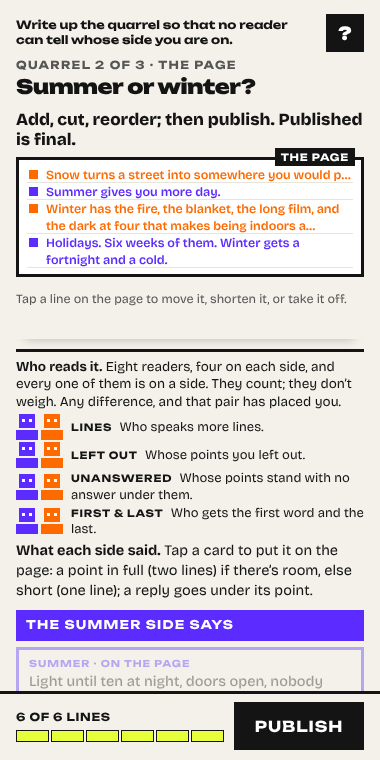 Write up the quarrel so that no reader
can tell whose side you are on.
?
QUARREL 2 OF 3 · THE PAGE
Summer or winter?
Add, cut, reorder; then publish. Published
is final.
THE PAGE
Snow turns a street into somewhere you would p...
Summer gives you more day.
Winter has the fire, the blanket, the long film, and
the dark at four that makes being indoors a...
Holidays. Six weeks of them. Winter gets a
fortnight and a cold.
Tap a line on the page to move it, shorten it, or take it off.
Who reads it. Eight readers, four on each side, and
every one of them is on a side. They count; they don't
weigh. Any difference, and that pair has placed you.
LINES Who speaks more lines.
LEFT OUT Whose points you left out.
UNANSWERED Whose points stand with no
answer under them.
FIRST & LAST Who gets the first word and the
last.
What each side said. Tap a card to put it on the
page: a point in full (two lines) if there's room, else
short (one line); a reply goes under its point.
THE SUMMER SIDE SAYS
SUMMER · ON THE PAGE
Light until ten at night, doors open, nobody
6 OF 6 LINES
PUBLISH